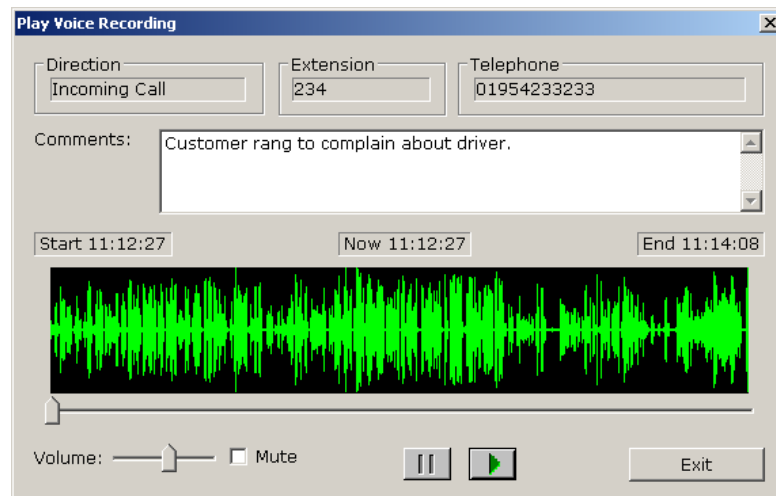 Play Voice Recording
Direction Extension Telephone
Incoming Call 234 01954233233
Comments: Customer rang to complain about driver.
Start 11:12:27 Now 11:12:27 End 11:14:08
Volume: Mute Exit